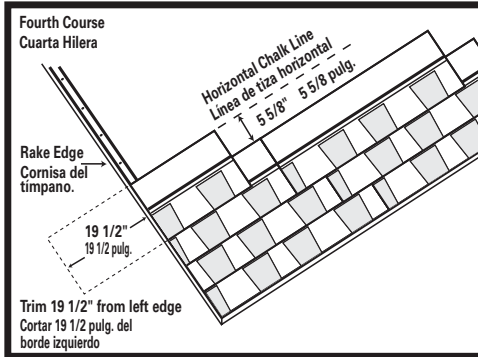 Fourth Course
Cuarta Hilera
Horizontal Chalk Line
Línea de tiza horizontal
5 5/8" 5 5/8 pulg.
Rake Edge
Cornisa del
tímpano.
19 1/2"
19 1/2 pulg.
Trim 19 1/2" from left edge
Cortar 19 1/2 pulg. del
borde izquierdo